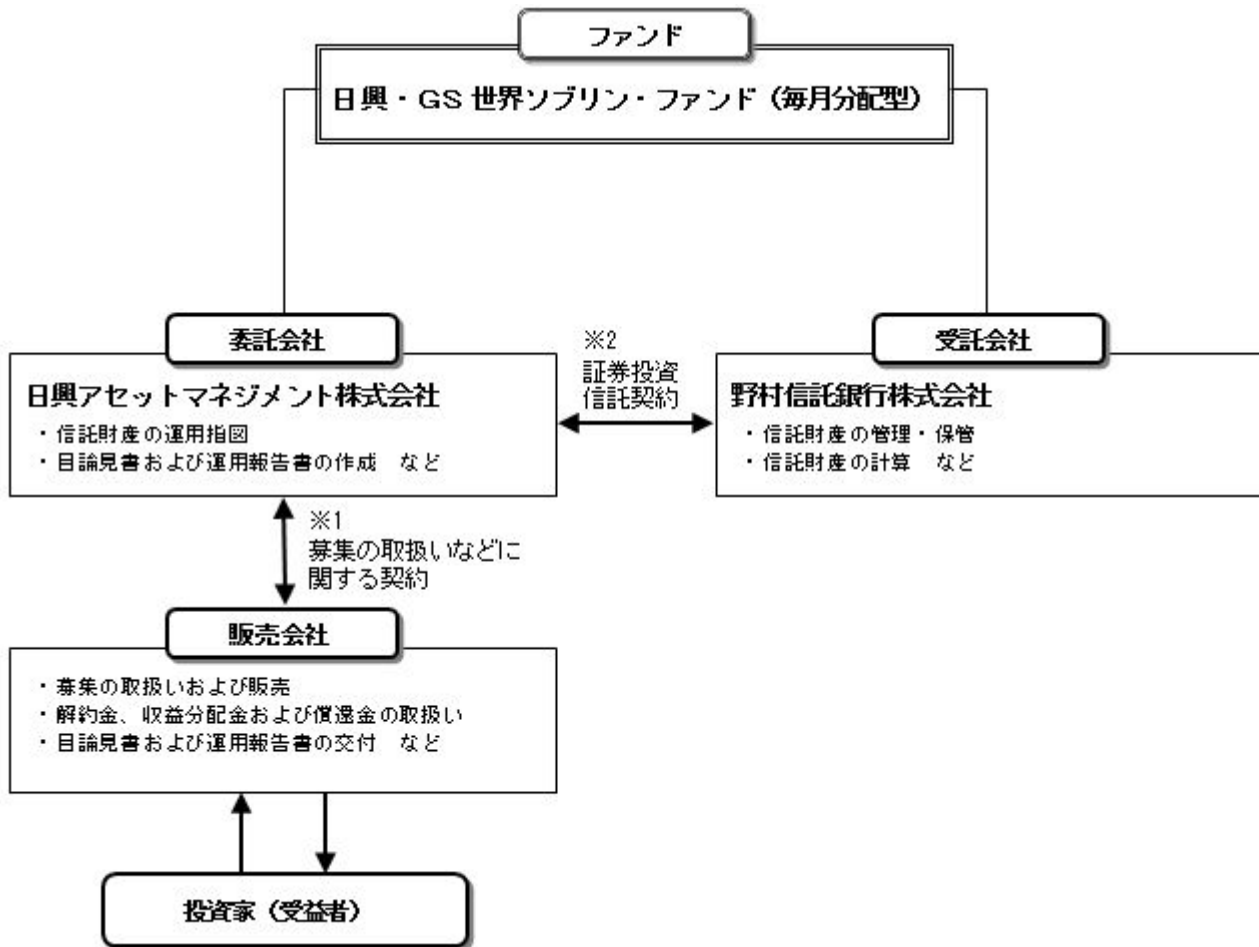 ファンド
日興・GS 世界ソブリン・ファンド（毎月分配型）
委託会社
日興アセットマネジメント株式会社
・信託財産の運用指図
・目論見書および運用報告書の作成　など
※2
証券投資
信託契約
受託会社
野村信託銀行株式会社
・信託財産の管理・保管
・信託財産の計算　など
※1
募集の取扱いなどに
関する契約
販売会社
・募集の取扱いおよび販売
・解約金、収益分配金および償還金の取扱い
・目論見書および運用報告書の交付　など
投資家（受益者）